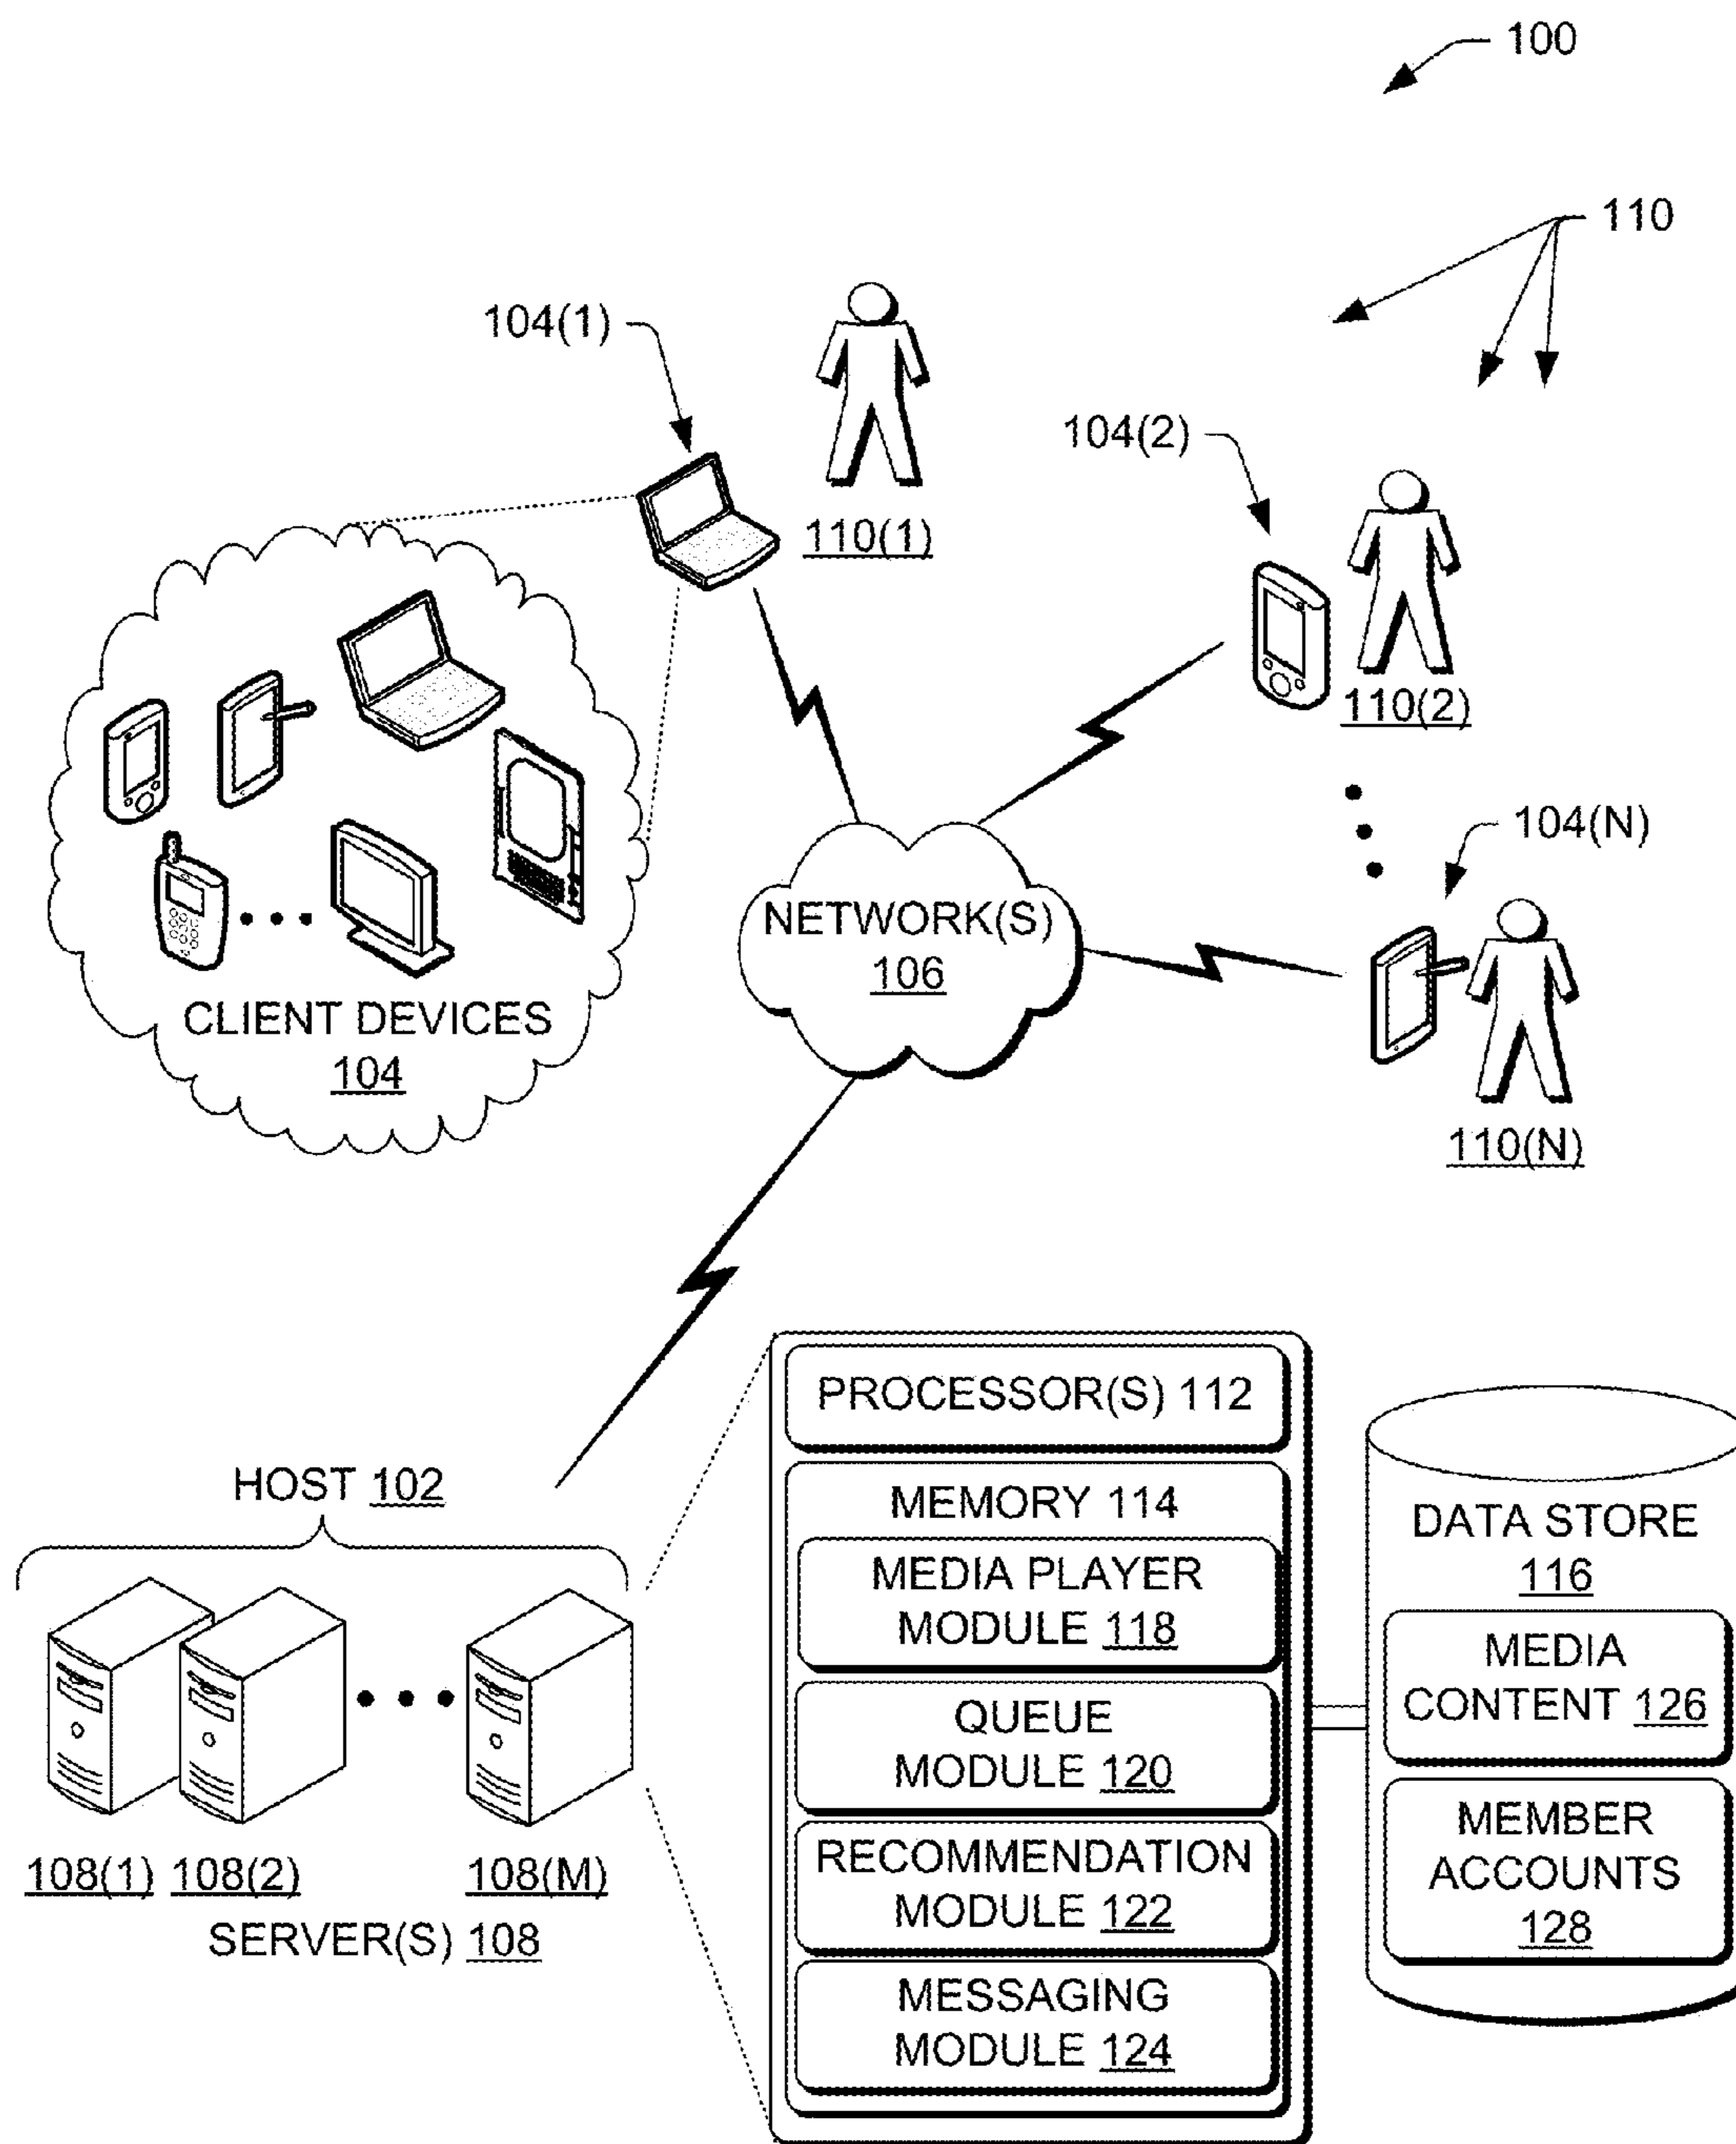 100
110
104(1)
110(1)
104(2)
110(2)
104(N)
110(N)
NETWORK(S)
106
CLIENT DEVICES
104
HOST 102
108(1) 108(2) 108(M)
SERVER(S) 108
PROCESSOR(S) 112
MEMORY 114
MEDIA PLAYER
MODULE 118
QUEUE
MODULE 120
RECOMMENDATION
MODULE 122
MESSAGING
MODULE 124
DATA STORE
116
MEDIA
CONTENT 126
MEMBER
ACCOUNTS
128